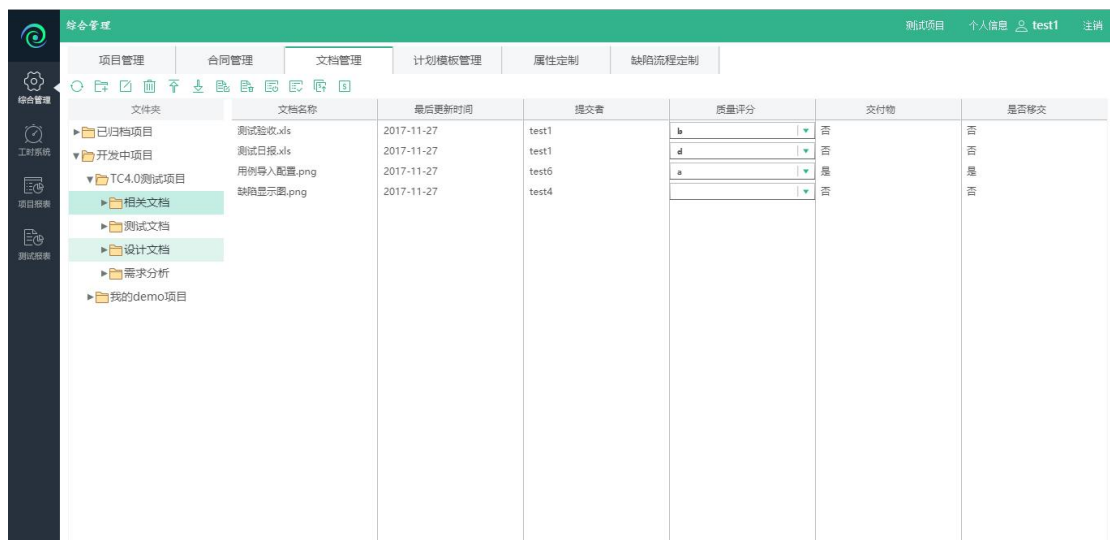 综合管理 测试项目 个人信息 test1 注销
项目管理 合同管理 文档管理 计划模板管理 属性定制 缺陷流程定制
综合管理
工时系统
项目报表
测试报表
文件夹 文档名称 最后更新时间 提交者 质量评分 交付物 是否移交
已归档项目
开发中项目
TC4.0测试项目
相关文档
测试文档
设计文档
需求分析
我的demo项目
测试验收.xls 2017-11-27 test1 b 否 否
测试日报.xls 2017-11-27 test1 d 否 否
用例导入配置.png 2017-11-27 test6 a 是 是
缺陷显示图.png 2017-11-27 test4 否 否